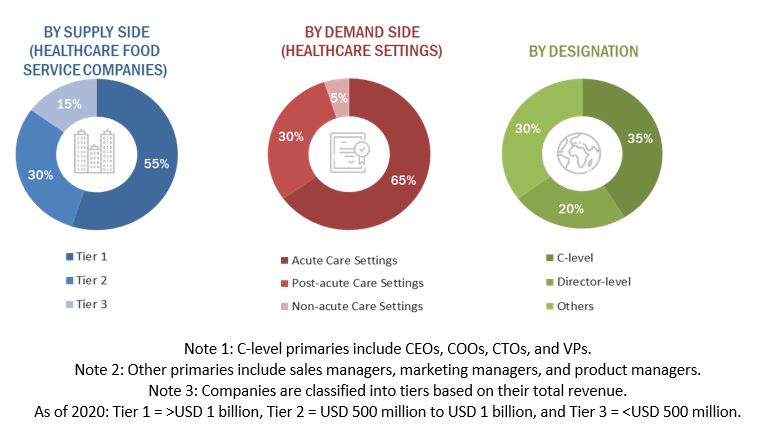 BY SUPPLY SIDE
(HEALTHCARE FOOD
SERVICE COMPANIES)
15%
30%
55%
Tier 1
Tier 2
Tier 3
BY DEMAND SIDE
(HEALTHCARE SETTINGS)
5%
30%
65%
Acute Care Settings
Post-acute Care Settings
Non-acute Care Settings
BY DESIGNATION
30%
35%
20%
C-level
Director-level
Others
Note 1: C-level primaries include CEOs, COOs, CTOs, and VPs.
Note 2: Other primaries include sales managers, marketing managers, and product managers.
Note 3: Companies are classified into tiers based on their total revenue.
As of 2020: Tier 1 = >USD 1 billion, Tier 2 = USD 500 million to USD 1 billion, and Tier 3 = <USD 500 million.